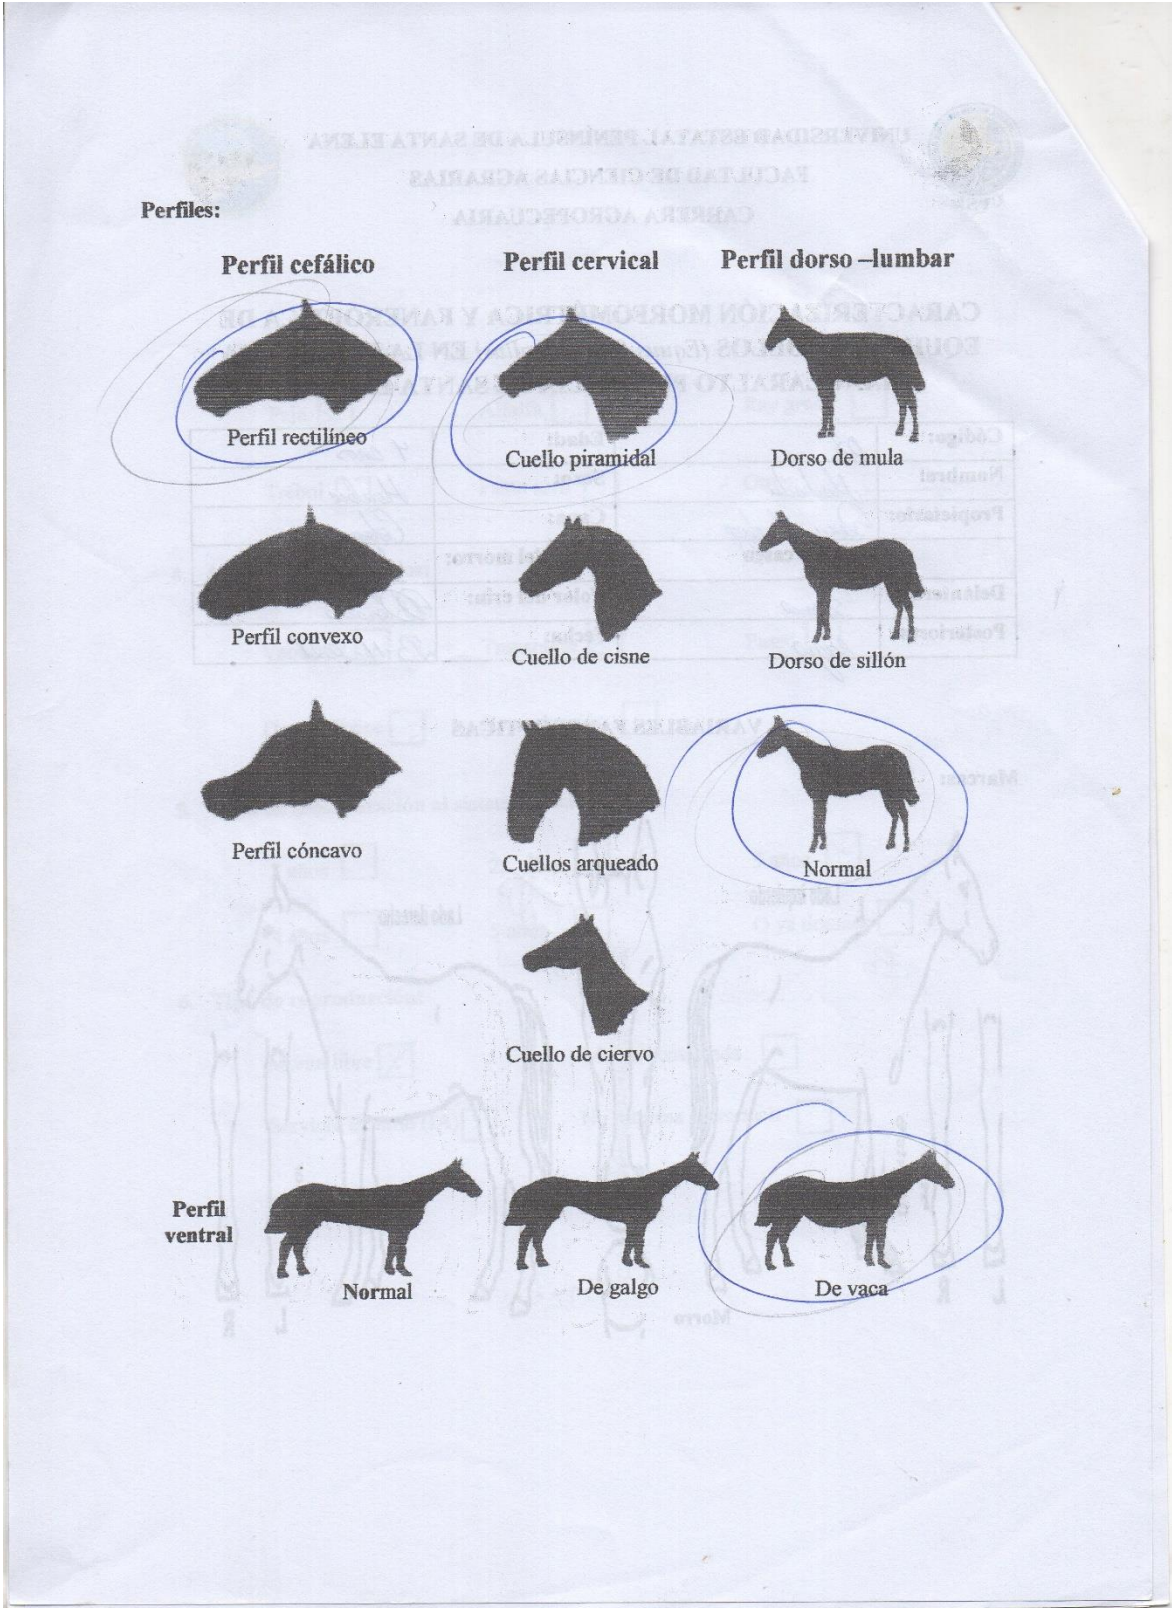 Perfiles:
Perfil cefálico
Perfil cervical
Perfil dorso –lumbar
Perfil rectilíneo
Cuello piramidal
Dorso de mula
Perfil convexo
Cuello de cisne
Dorso de sillón
Perfil cóncavo
Cuellos arqueado
Normal
Cuello de ciervo
Perfil
ventral
Normal
De galgo
De vaca